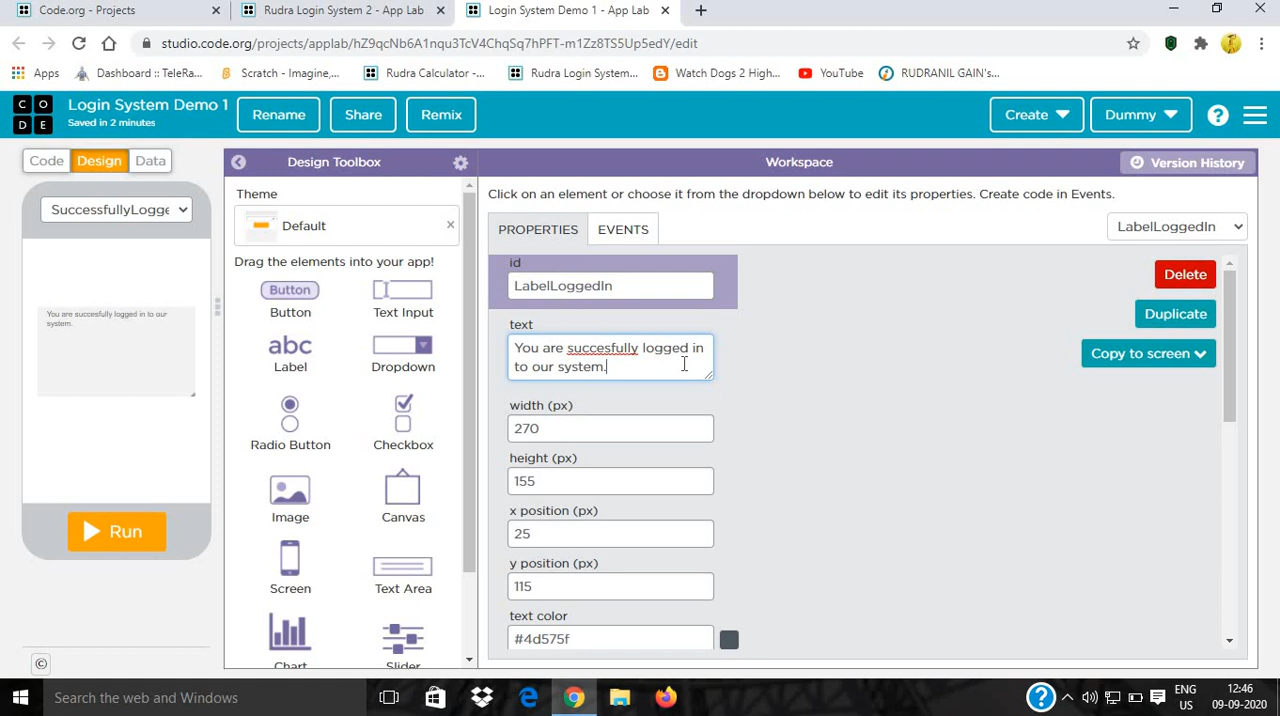 Code.org - Projects
Rudra Login System 2 - App Lab
Login System Demo 1 - App Lab
studio.code.org/projects/applab/hZ9qcNb6A1nqu3TcV4ChqSq7hPFT-m1Zz8TS5Up5edY/edit
Apps
Dashboard :: TeleRa...
Scratch - Imagine,...
Rudra Calculator -...
Rudra Login System...
Watch Dogs 2 High...
YouTube
RUDRANIL GAIN's...
C O D E
Login System Demo 1
Saved in 2 minutes
Rename
Share
Remix
Create
Dummy
?
Code
Design
Data
Design Toolbox
Workspace
Version History
SuccessfullyLogge
You are succesfully logged in to our
system.
Run
Theme
Default
Drag the elements into your app!
Button
Button
Text Input
abc
Label
Dropdown
Radio Button
Checkbox
Image
Canvas
Screen
Text Area
Chart
Slider
Click on an element or choose it from the dropdown below to edit its properties. Create code in Events.
PROPERTIES
EVENTS
LabelLoggedIn
id
LabelLoggedIn
text
You are succesfully logged in
to our system.
width (px)
270
height (px)
155
x position (px)
25
y position (px)
115
text color
#4d575f
Delete
Duplicate
Copy to screen
©
Search the web and Windows
?
ENG
US
12:46
09-09-2020